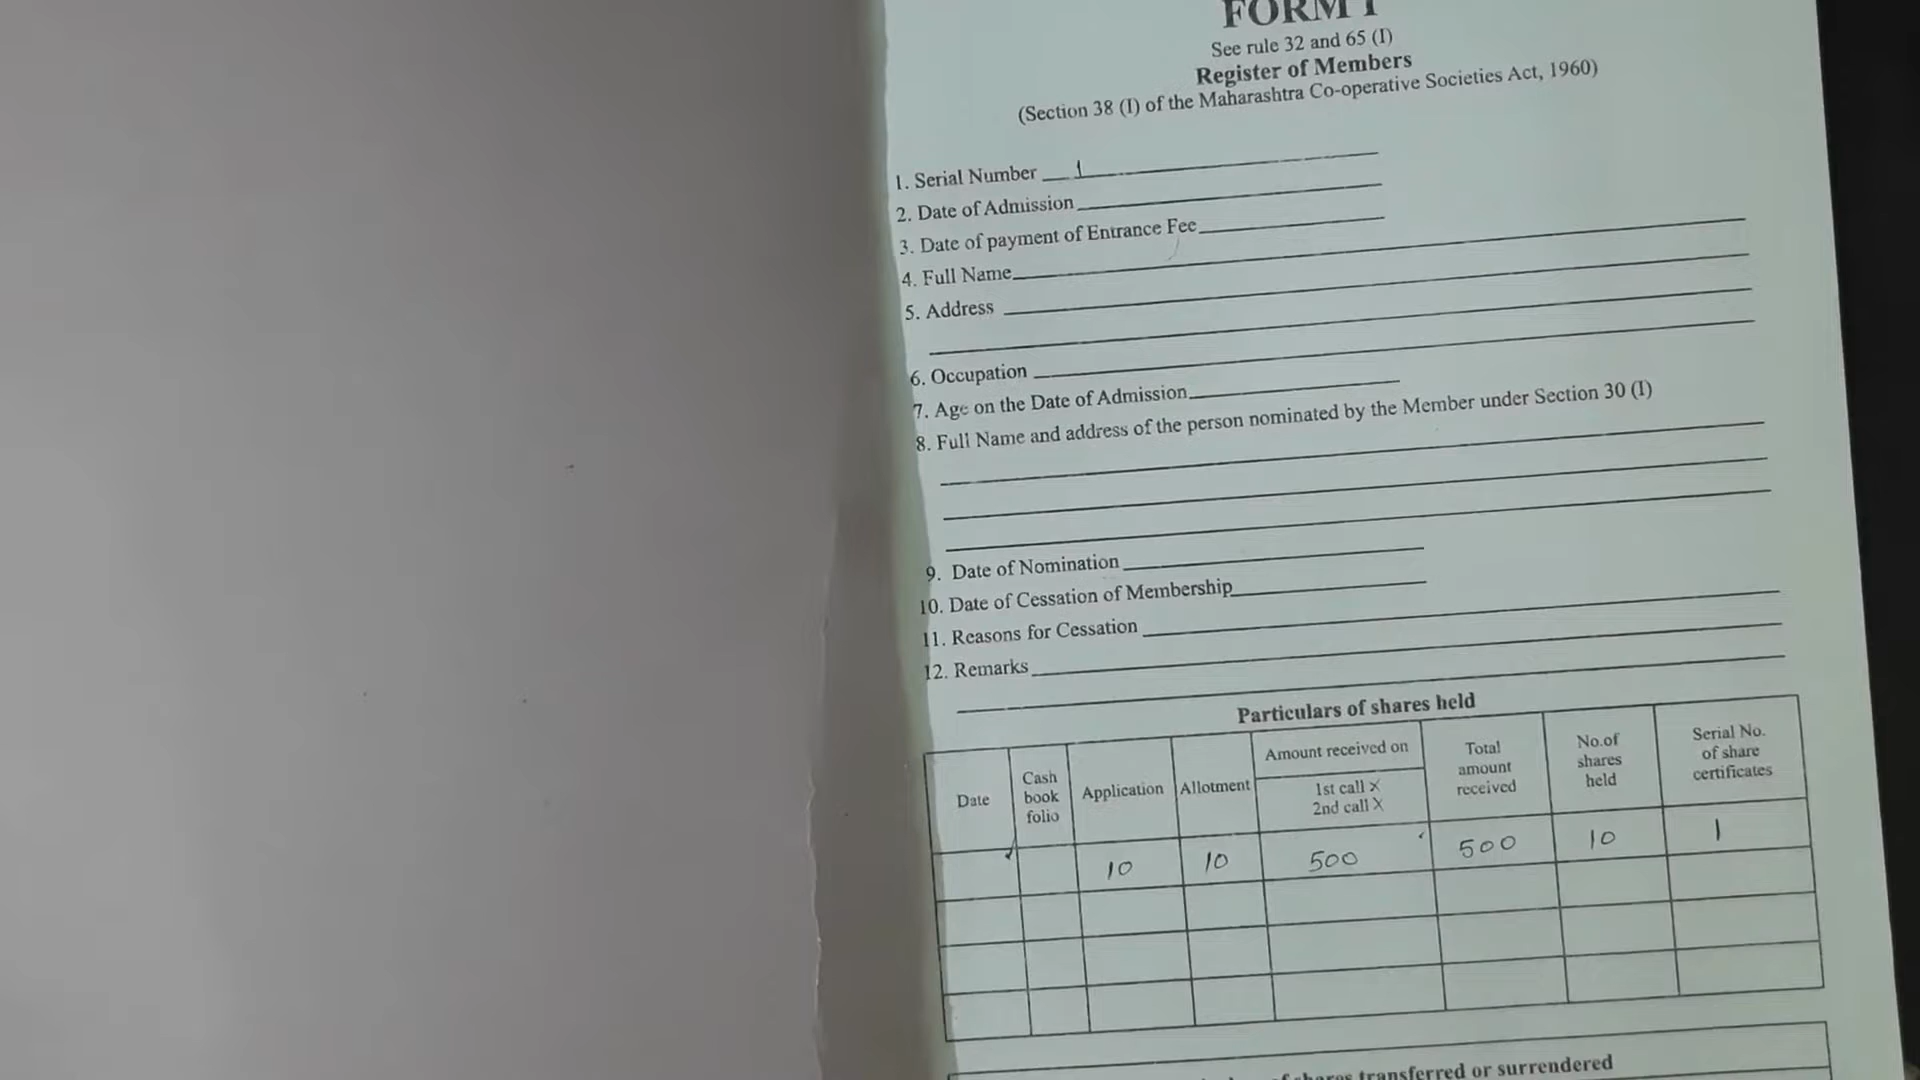 FORM I
See rule 32 and 65 (I)
Register of Members
(Section 38 (I) of the Maharashtra Co-operative Societies Act, 1960)
1. Serial Number 1
2. Date of Admission
3. Date of payment of Entrance Fee
4. Full Name
5. Address
6. Occupation
7. Age on the Date of Admission
8. Full Name and address of the person nominated by the Member under Section 30 (I)
9. Date of Nomination
10. Date of Cessation of Membership
11. Reasons for Cessation
12. Remarks
Particulars of shares held
Date
Cash
book
folio
Application
Allotment
Amount received on
1st call X
2nd call X
Total
amount
received
No.of
shares
held
Serial No.
of share
certificates
10 10 500 500 10 1
of shares transferred or surrendered